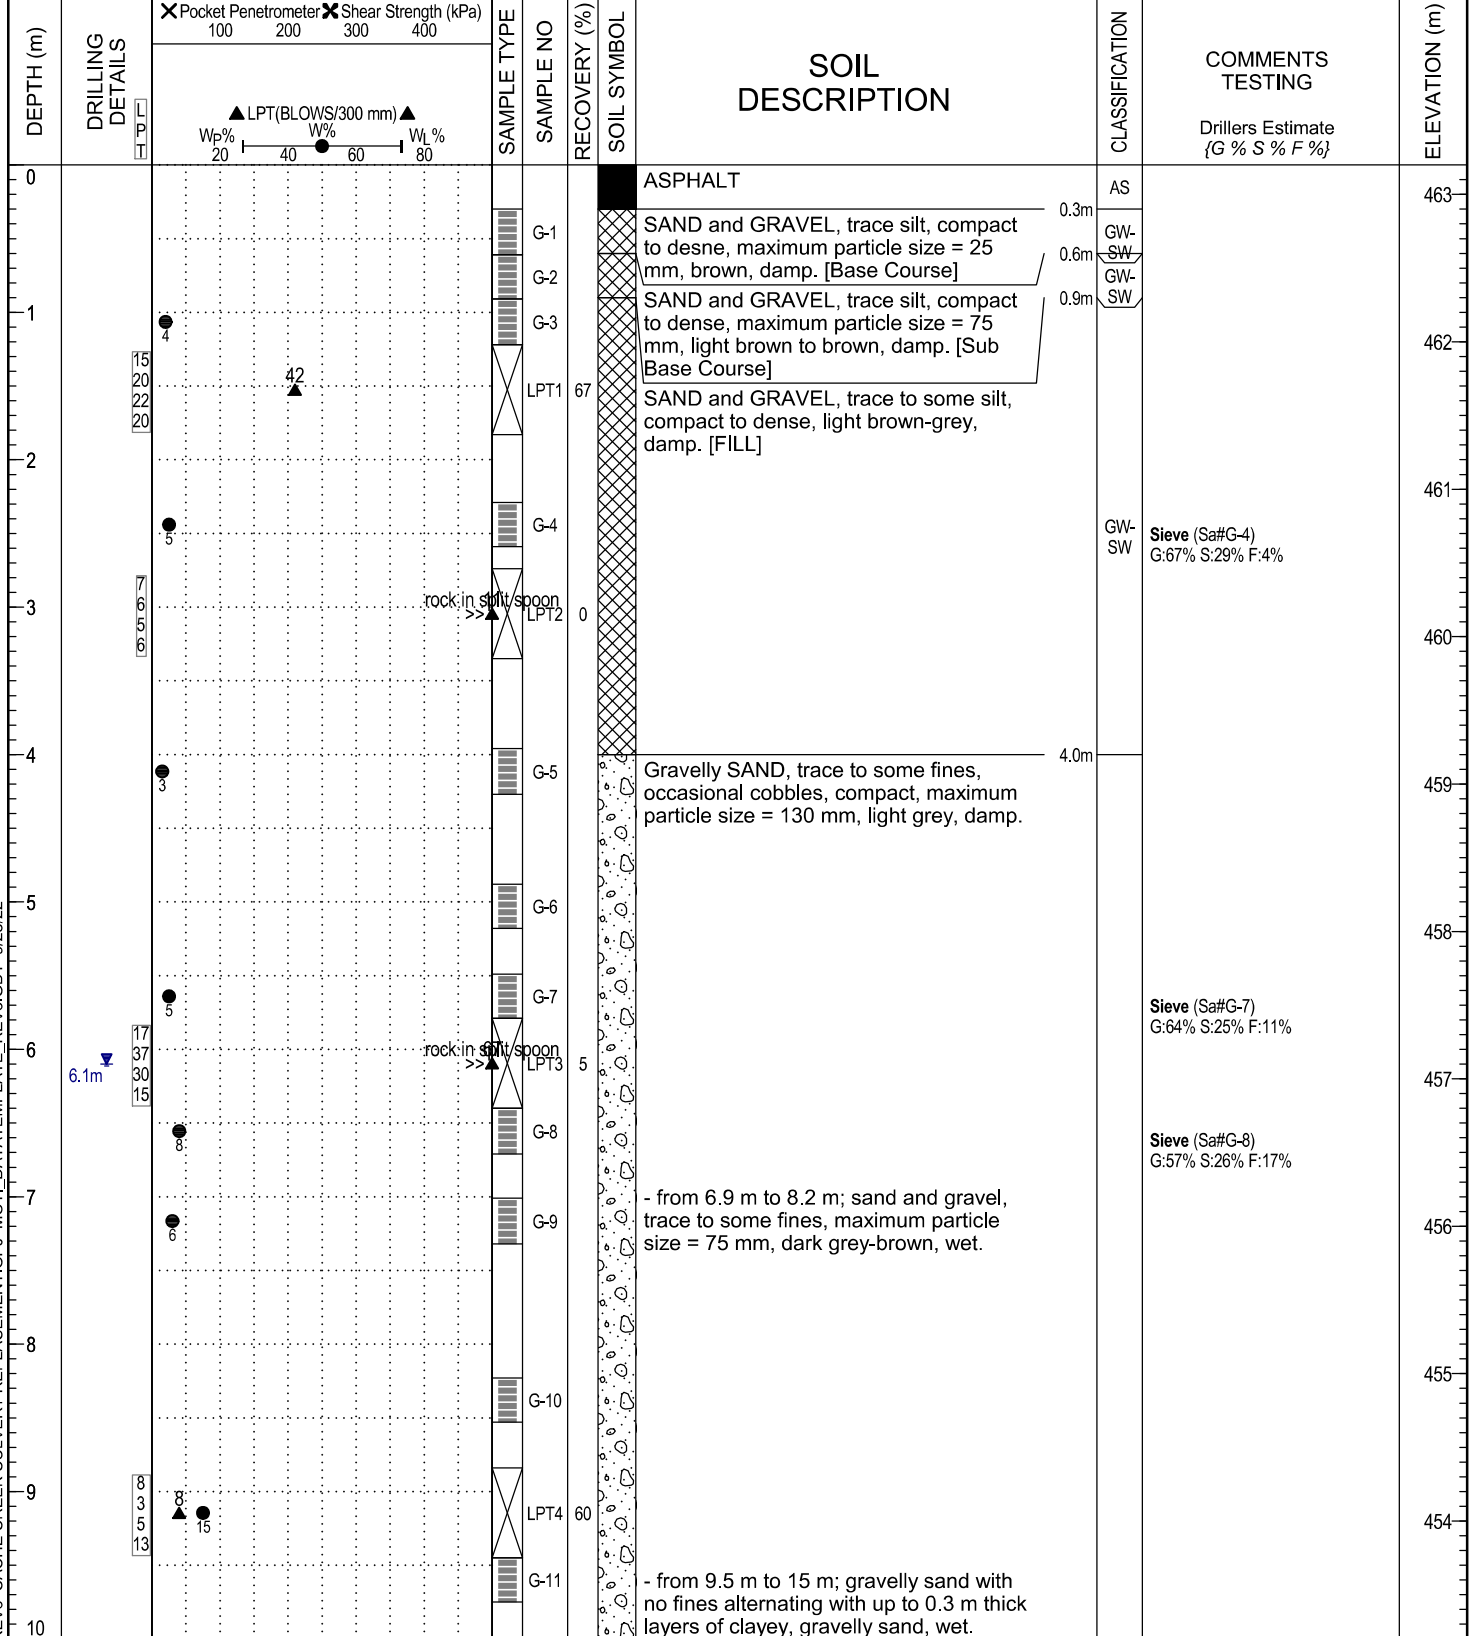 DEPTH (m)
DRILLING
DETAILS
L
P
T
Pocket Penetrometer Shear Strength (kPa)
100 200 300 400
▲ LPT(BLOWS/300 mm) ▲
WP% W% WL%
20 40 60 80
SAMPLE TYPE
SAMPLE NO
RECOVERY (%)
SOIL SYMBOL
SOIL
DESCRIPTION
CLASSIFICATION
COMMENTS
TESTING
Drillers Estimate
{G % S % F %}
ELEVATION (m)
0
ASPHALT
AS
463
0.3m
G-1
SAND and GRAVEL, trace silt, compact
to desne, maximum particle size = 25
mm, brown, damp. [Base Course]
GW-
SW
0.6m
G-2
GW-
SW
0.9m
SAND and GRAVEL, trace silt, compact
to dense, maximum particle size = 75
mm, light brown to brown, damp. [Sub
Base Course]
1
4
G-3
462
15
20
22
20
42
LPT1 67
SAND and GRAVEL, trace to some silt,
compact to dense, light brown-grey,
damp. [FILL]
2
461
5
G-4
GW-
SW
Sieve (Sa#G-4)
G:67% S:29% F:4%
7
6
5
6
3
rock in split spoon
>>
LPT2 0
460
4
4.0m
3
G-5
Gravelly SAND, trace to some fines,
occasional cobbles, compact, maximum
particle size = 130 mm, light grey, damp.
459
5
G-6
458
5
G-7
Sieve (Sa#G-7)
G:64% S:25% F:11%
17
37
30
15
6
6.1m
rock in split spoon
>>
LPT3 5
457
8
G-8
Sieve (Sa#G-8)
G:57% S:26% F:17%
7
6
G-9
- from 6.9 m to 8.2 m; sand and gravel,
trace to some fines, maximum particle
size = 75 mm, dark grey-brown, wet.
456
8
455
G-10
8
3
5
13
9
8
15
LPT4 60
454
G-11
- from 9.5 m to 15 m; gravelly sand with
no fines alternating with up to 0.3 m thick
layers of clayey, gravelly sand, wet.
10